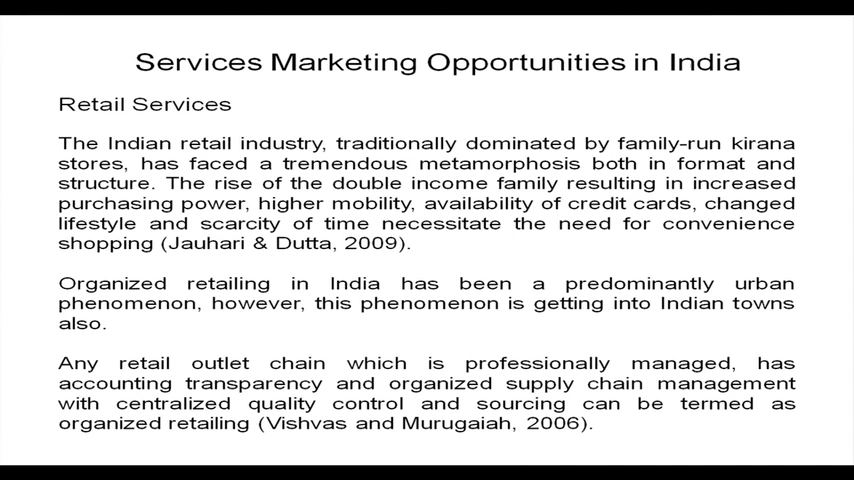 Services Marketing Opportunities in India
Retail Services
The Indian retail industry, traditionally dominated by family-run kirana
stores, has faced a tremendous metamorphosis both in format and
structure. The rise of the double income family resulting in increased
purchasing power, higher mobility, availability of credit cards, changed
lifestyle and scarcity of time necessitate the need for convenience
shopping (Jauhari & Dutta, 2009).
Organized retailing in India has been a predominantly urban
phenomenon, however, this phenomenon is getting into Indian towns
also.
Any retail outlet chain which is professionally managed, has
accounting transparency and organized supply chain management
with centralized quality control and sourcing can be termed as
organized retailing (Vishvas and Murugaiah, 2006).